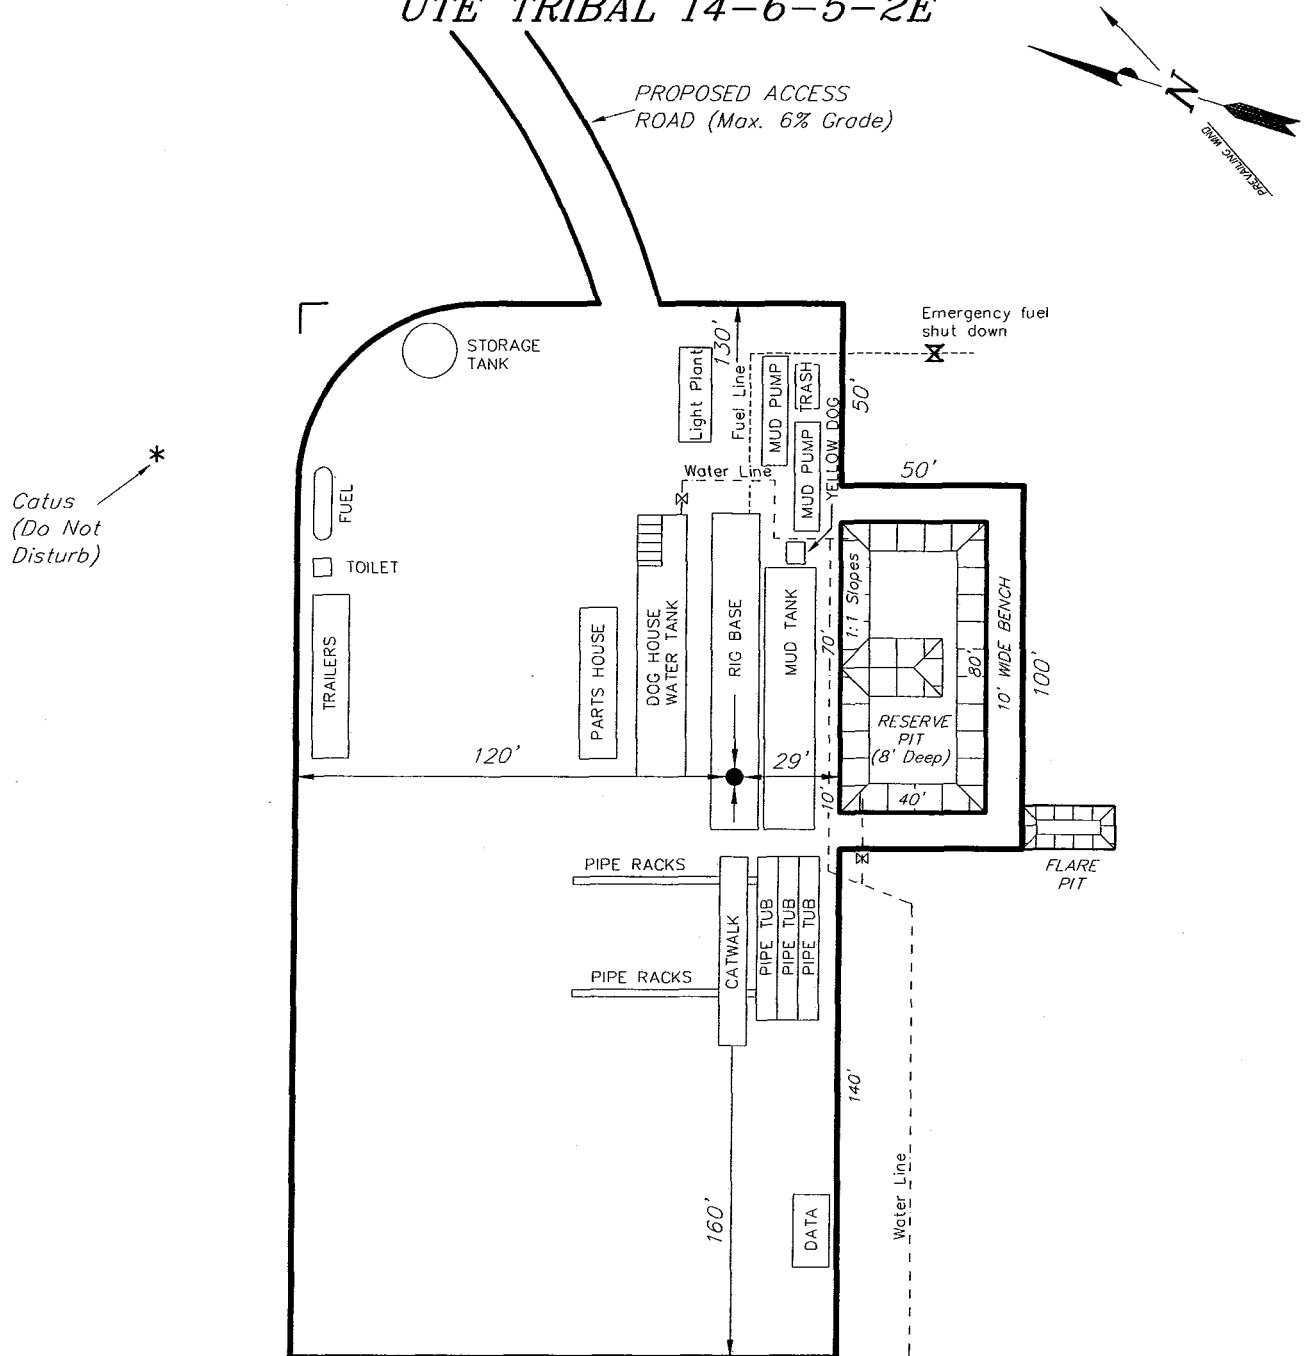 UTE TRIBAL 14-6-5-2E
PROPOSED ACCESS
ROAD (Max. 6% Grade)
N
PREVAILING WIND
Emergency fuel
shut down
STORAGE
TANK
Light Plant
130'
Fuel Line
MUD PUMP
TRASH
50'
MUD PUMP
YELLOW DOG
Water Line
50'
Catus
(Do Not
Disturb)
FUEL
TOILET
TRAILERS
PARTS HOUSE
DOG HOUSE
WATER TANK
RIG BASE
MUD TANK
70'
1:1 Slopes
80'
10' WIDE BENCH
100'
RESERVE
PIT
(8' Deep)
120'
29'
10'
40'
FLARE
PIT
PIPE RACKS
PIPE RACKS
CATWALK
PIPE TUB
PIPE TUB
PIPE TUB
140'
160'
DATA
Water Line